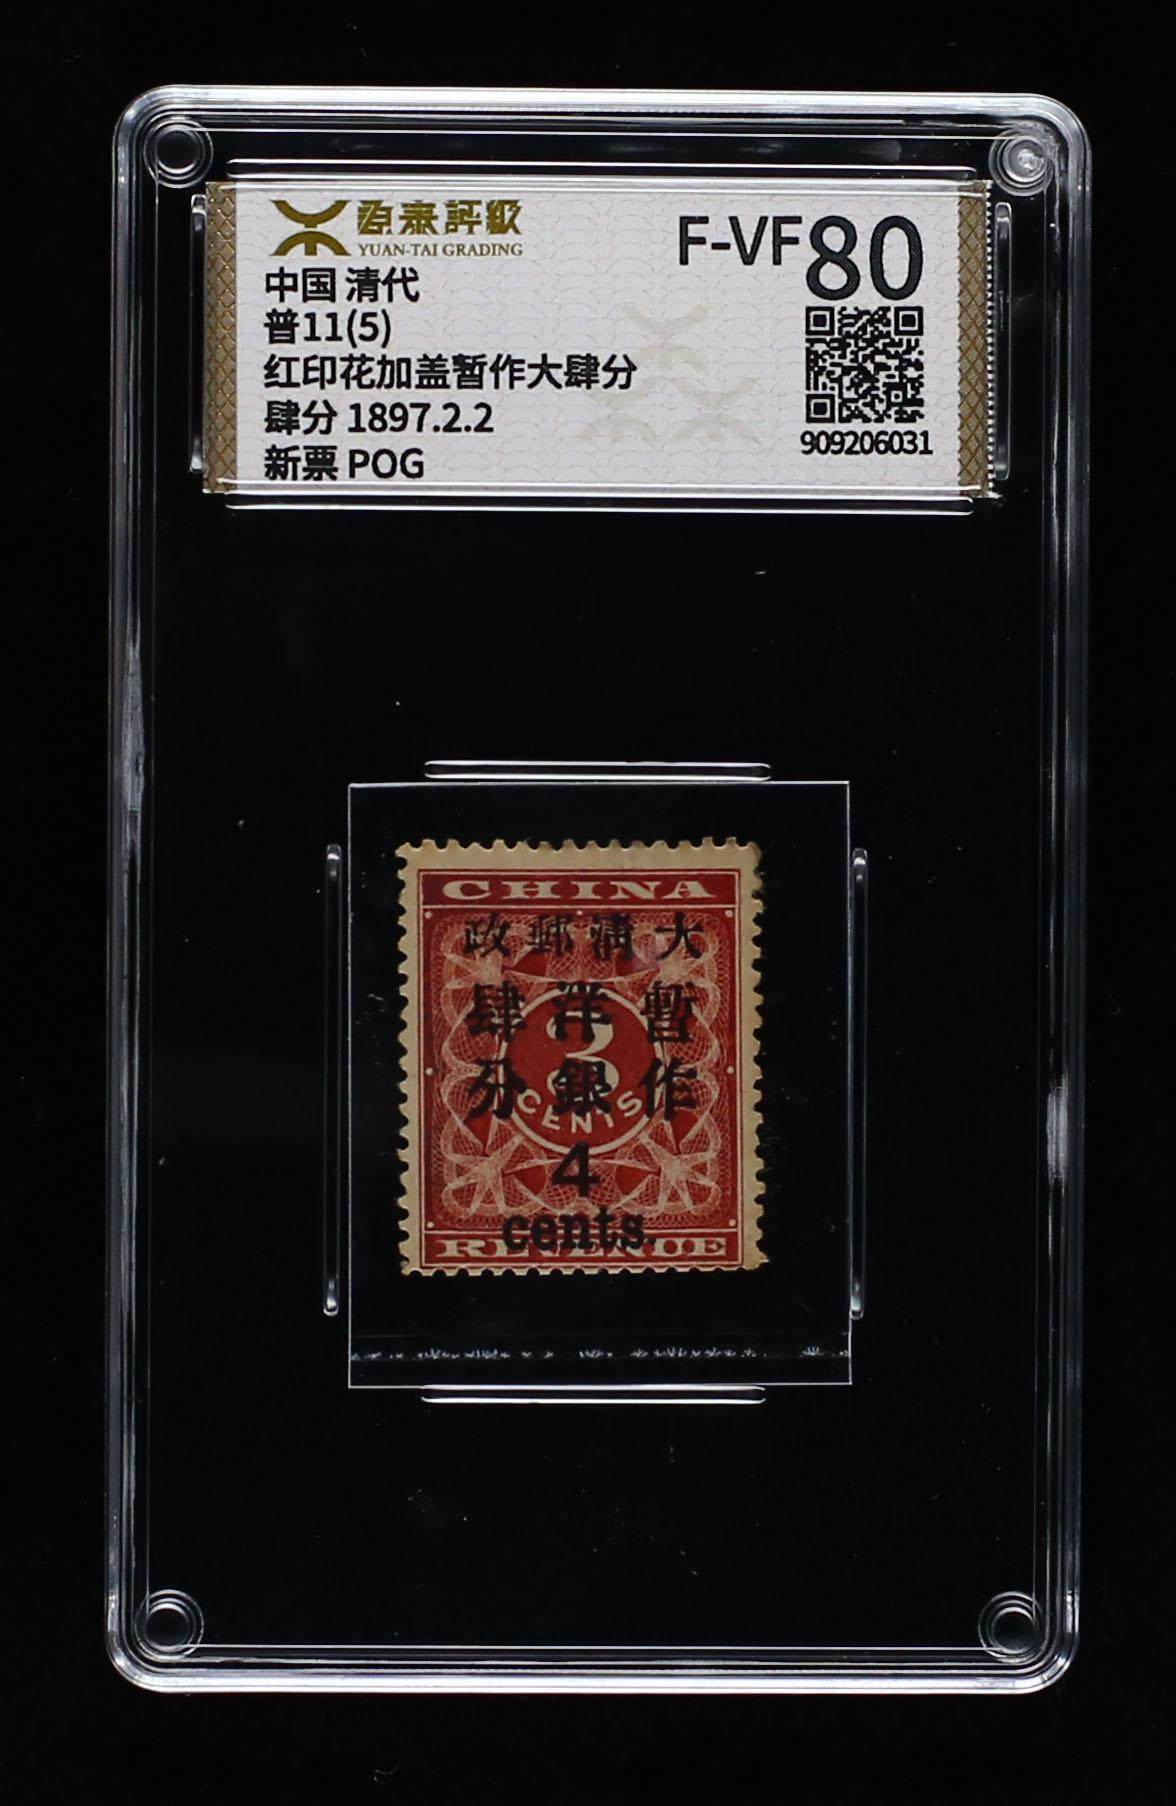 源泰評級
YUAN-TAI GRADING
F-VF80
中国 清代
普11(5)
红印花加盖暂作大肆分
肆分 1897.2.2
新票 POG
909206031
CHINA
政郵清大
肆洋暫
3
分銀作
CENTS
4
cents.
REVENUE